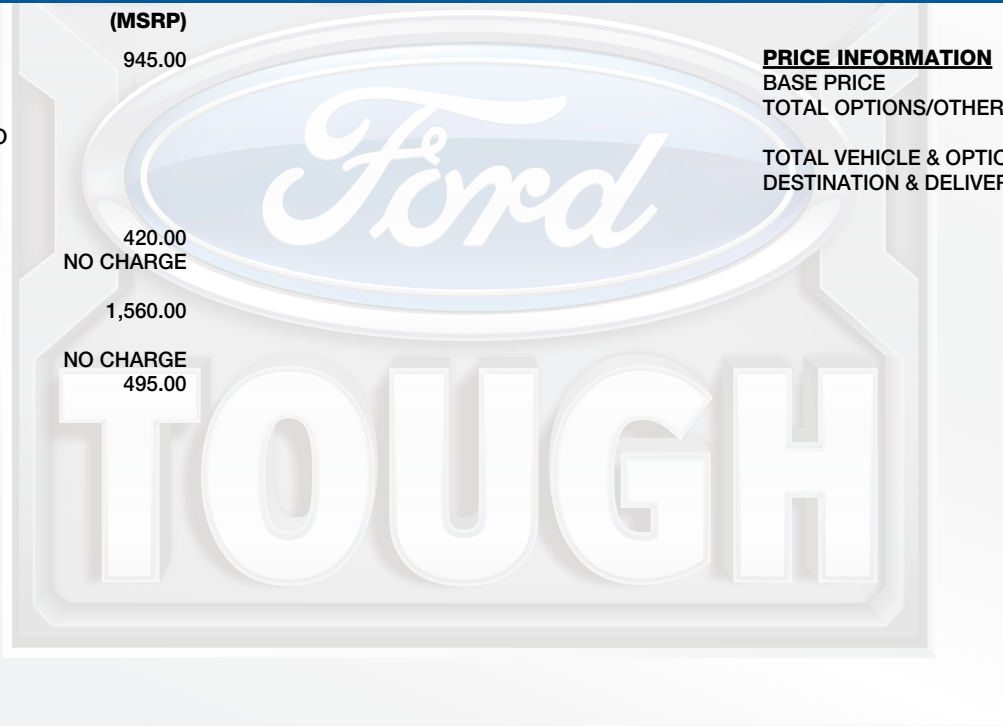 (MSRP)
945.00
420.00
NO CHARGE
1,560.00
NO CHARGE
495.00
PRICE INFORMATION
BASE PRICE
TOTAL OPTIONS/OTHER
TOTAL VEHICLE & OPTIO
DESTINATION & DELIVER
Ford
TOUGH